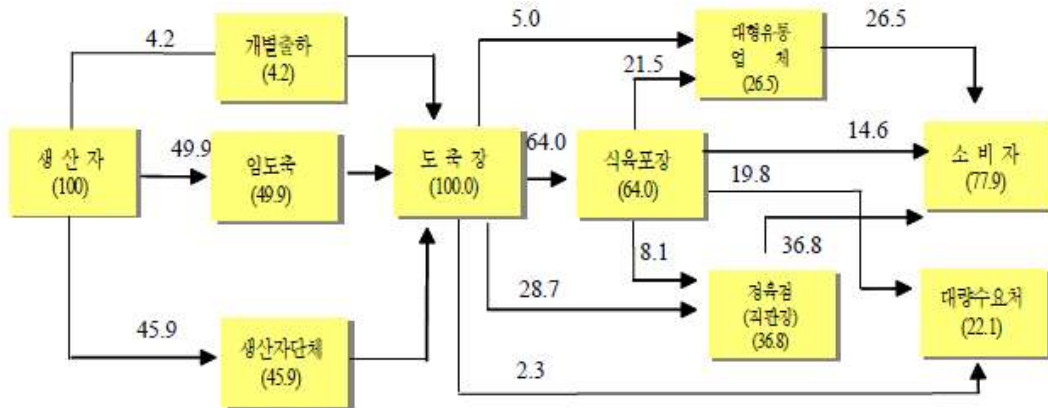 4.2
개별출하
(4.2)
5.0
대형유통
업 체
(26.5)
26.5
21.5
생 산 자
(100)
49.9
임도축
(49.9)
도 축 장
(100.0)
64.0
식육포장
(64.0)
14.6
19.8
소 비 자
(77.9)
8.1
36.8
28.7
정육점
(직판장)
(36.8)
대량수요처
(22.1)
45.9
생산자단체
(45.9)
2.3